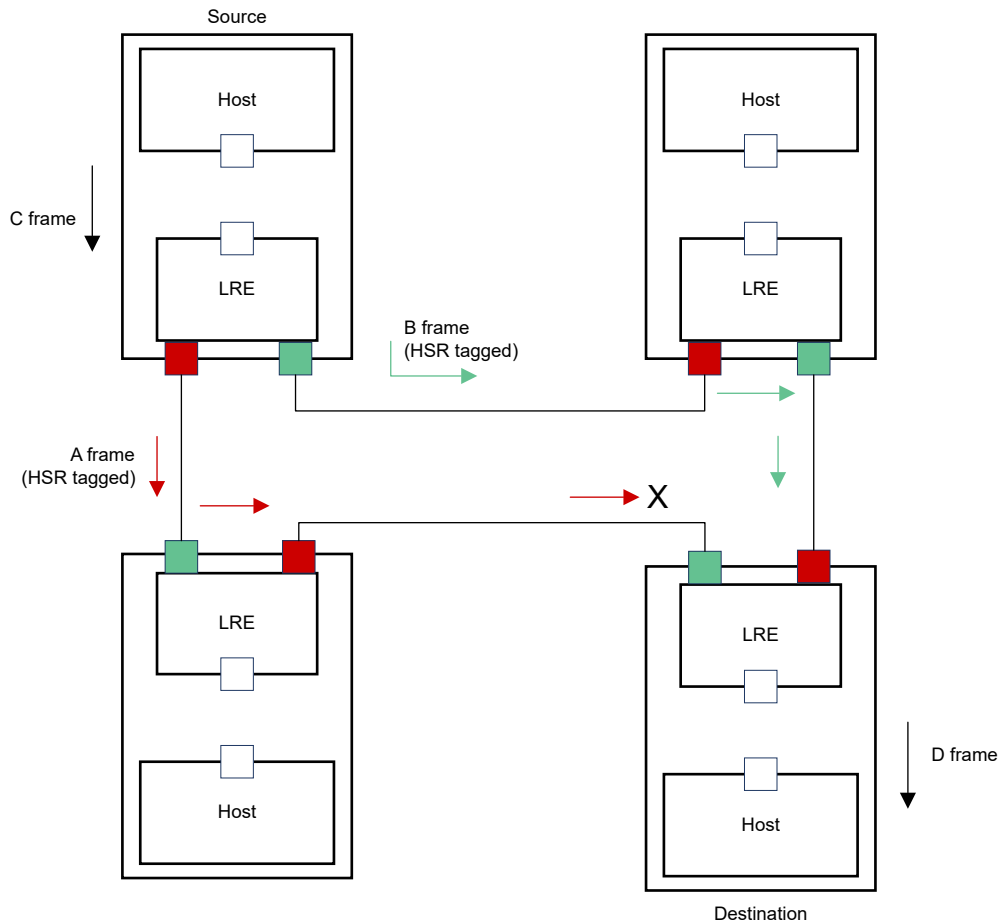 Source
Host
Host
C frame
LRE
LRE
B frame
(HSR tagged)
A frame
(HSR tagged)
X
LRE
LRE
D frame
Host
Host
Destination